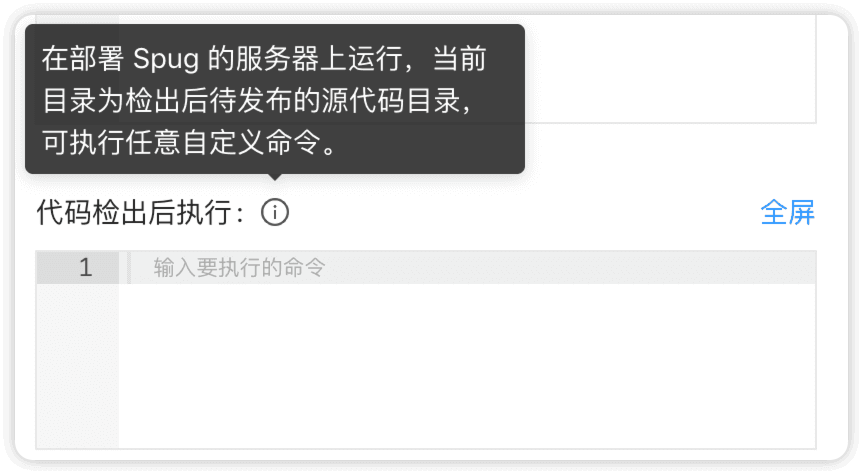 在部署 Spug 的服务器上运行，当前
目录为检出后待发布的源代码目录，
可执行任意自定义命令。
代码检出后执行： 全屏
1 输入要执行的命令